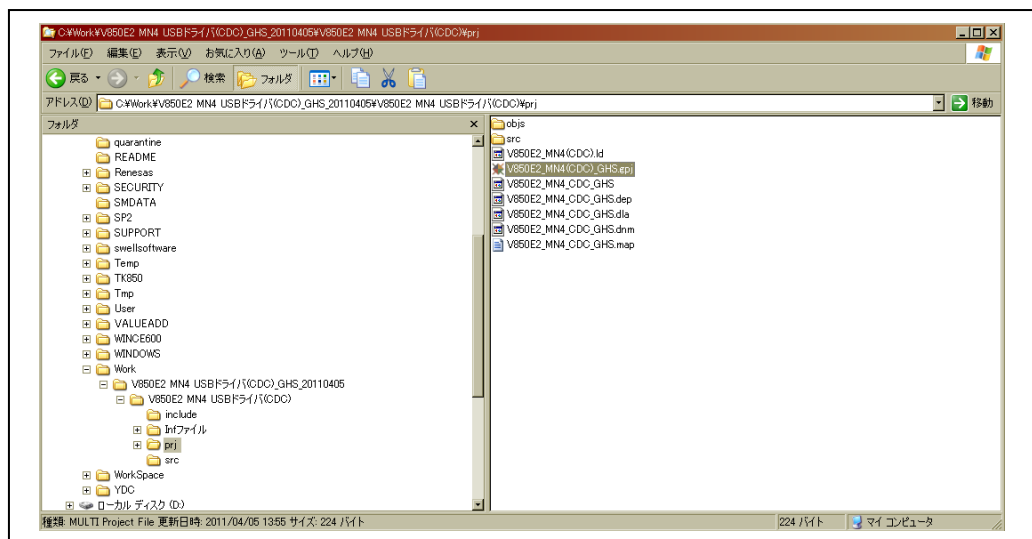 C:¥Work¥V850E2 MN4 USBドライバ(CDC)_GHS_20110405¥V850E2 MN4 USBドライバ(CDC)¥prj
ファイル(F) 編集(E) 表示(V) お気に入り(A) ツール(T) ヘルプ(H)
戻る 検索 フォルダ
アドレス(D) C:¥Work¥V850E2 MN4 USBドライバ(CDC)_GHS_20110405¥V850E2 MN4 USBドライバ(CDC)¥prj 移動
フォルダ
quarantine
README
Renesas
SECURITY
SMDATA
SP2
SUPPORT
swellsoftware
Temp
TK850
Tmp
User
VALUEADD
WINCE600
WINDOWS
Work
V850E2 MN4 USBドライバ(CDC)_GHS_20110405
V850E2 MN4 USBドライバ(CDC)
include
Infファイル
prj
src
WorkSpace
YDC
ローカル ディスク (D:)
objs
src
V850E2_MN4(CDC).ld
V850E2_MN4(CDC)_GHS.gpj
V850E2_MN4_CDC_GHS
V850E2_MN4_CDC_GHS.dep
V850E2_MN4_CDC_GHS.dla
V850E2_MN4_CDC_GHS.dnm
V850E2_MN4_CDC_GHS.map
種類: MULTI Project File 更新日時: 2011/04/05 13:55 サイズ: 224 バイト 224 バイト マイ コンピュータ